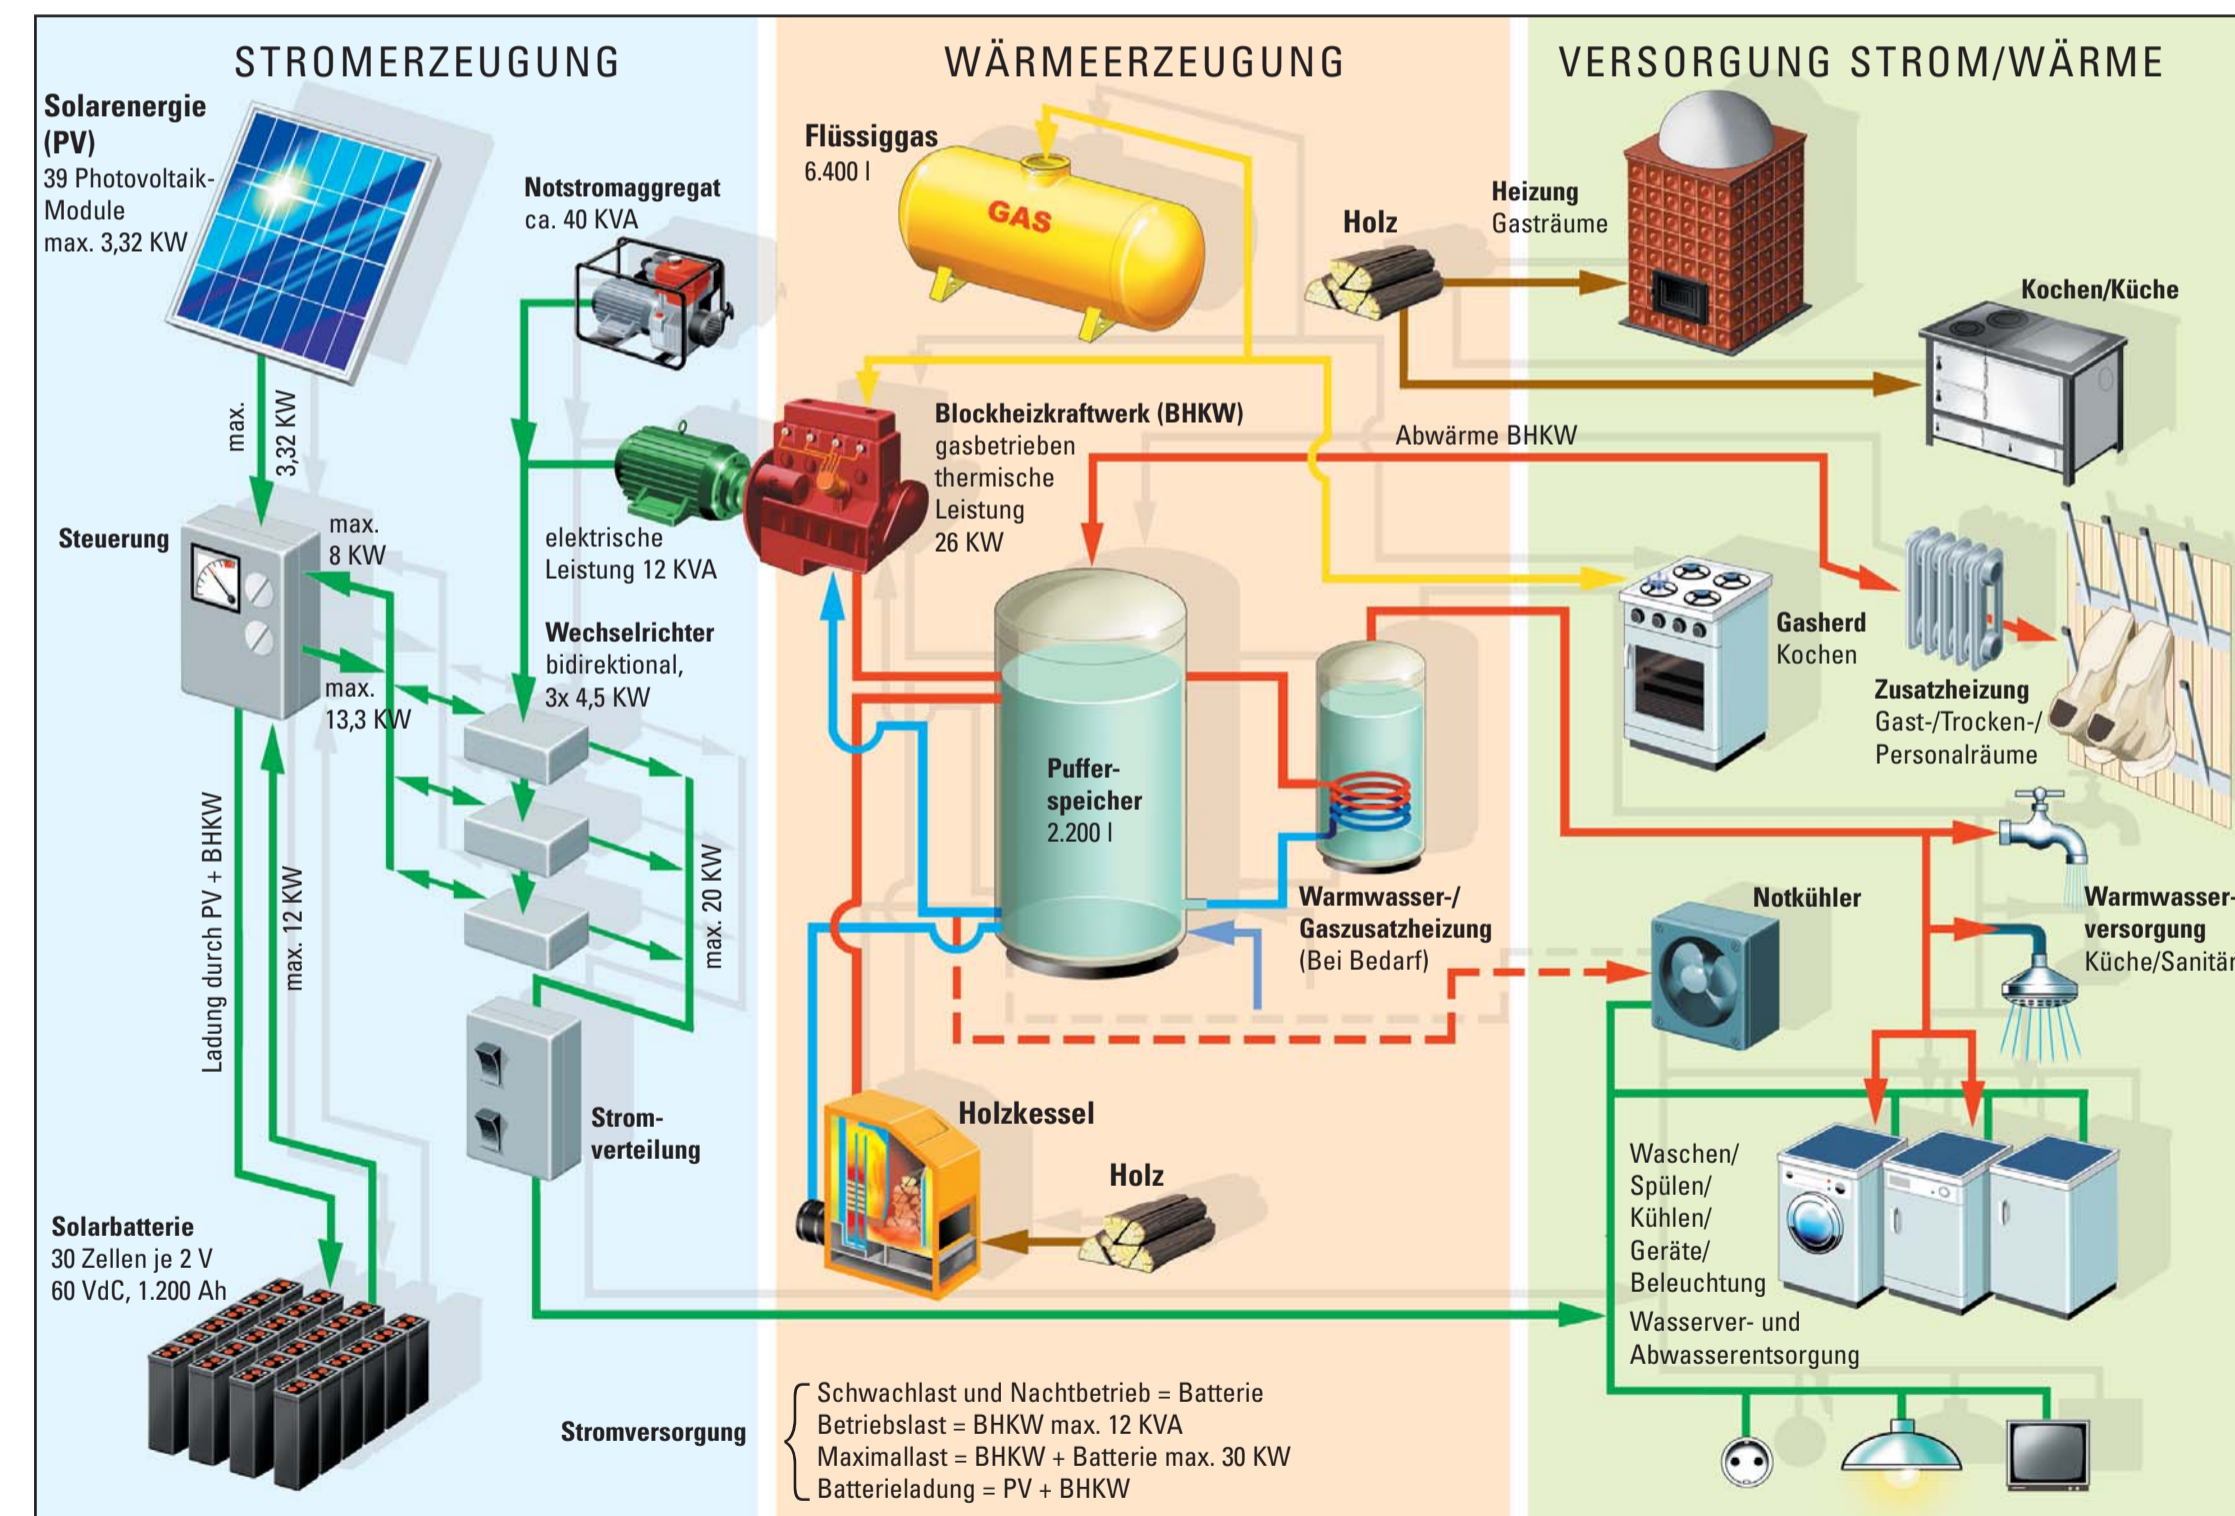 STROMERZEUGUNG
Solarenergie
(PV)
39 Photovoltaik-
Module
max. 3,32 KW
Notstromaggregat
ca. 40 KVA
max.
3,32 KW
Steuerung
max.
8 KW
elektrische
Leistung 12 KVA
Wechselrichter
bidirektional,
3x 4,5 KW
max.
13,3 KW
Ladung durch PV + BHKW
max. 12 KW
max. 20 KW
Strom-
verteilung
Solarbatterie
30 Zellen je 2 V
60 VdC, 1.200 Ah
WÄRMEERZEUGUNG
Flüssiggas
6.400 l
GAS
Holz
Blockheizkraftwerk (BHKW)
gasbetrieben
thermische
Leistung
26 KW
Abwärme BHKW
Puffer-
speicher
2.200 l
Warmwasser-/
Gaszusatzheizung
(Bei Bedarf)
Holzkessel
Holz
Stromversorgung
Schwachlast und Nachtbetrieb = Batterie
Betriebslast = BHKW max. 12 KVA
Maximallast = BHKW + Batterie max. 30 KW
Batterieladung = PV + BHKW
VERSORGUNG STROM/WÄRME
Heizung
Gasträume
Kochen/Küche
Gasherd
Kochen
Zusatzheizung
Gast-/Trocken-/
Personalräume
Notkühler
Warmwasser-
versorgung
Küche/Sanitär
Waschen/
Spülen/
Kühlen/
Geräte/
Beleuchtung
Wasserver- und
Abwasserentsorgung